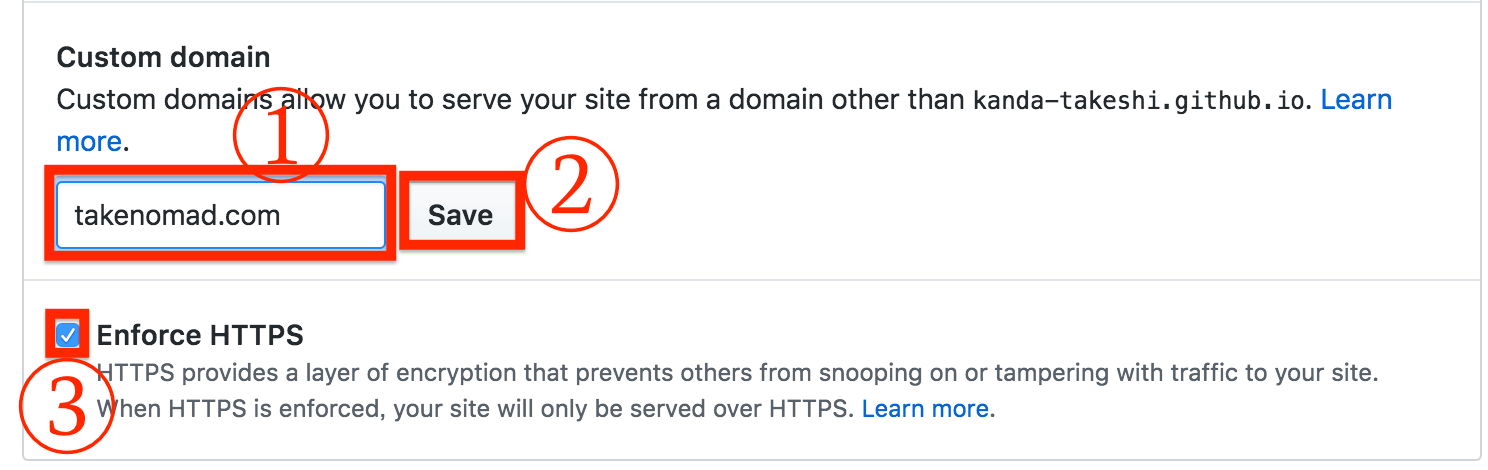 Custom domain
Custom domains allow you to serve your site from a domain other than kanda-takeshi.github.io. Learn
more.
①
②
takenomad.com Save
Enforce HTTPS
HTTPS provides a layer of encryption that prevents others from snooping on or tampering with traffic to your site.
③
When HTTPS is enforced, your site will only be served over HTTPS. Learn more.